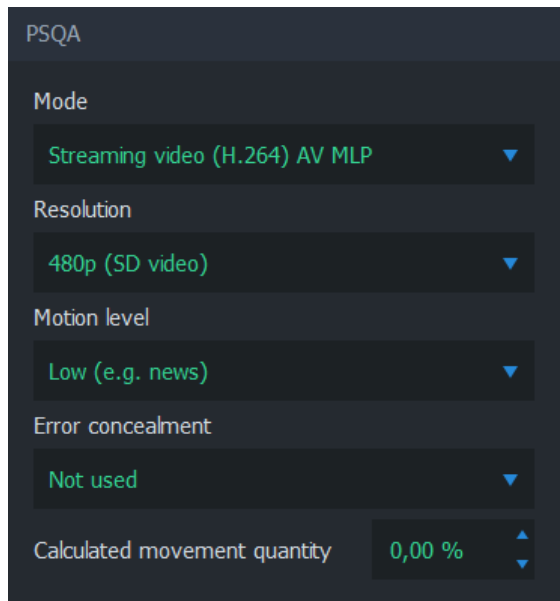 PSQA
Mode
Streaming video (H.264) AV MLP
Resolution
480p (SD video)
Motion level
Low (e.g. news)
Error concealment
Not used
Calculated movement quantity 0,00 %